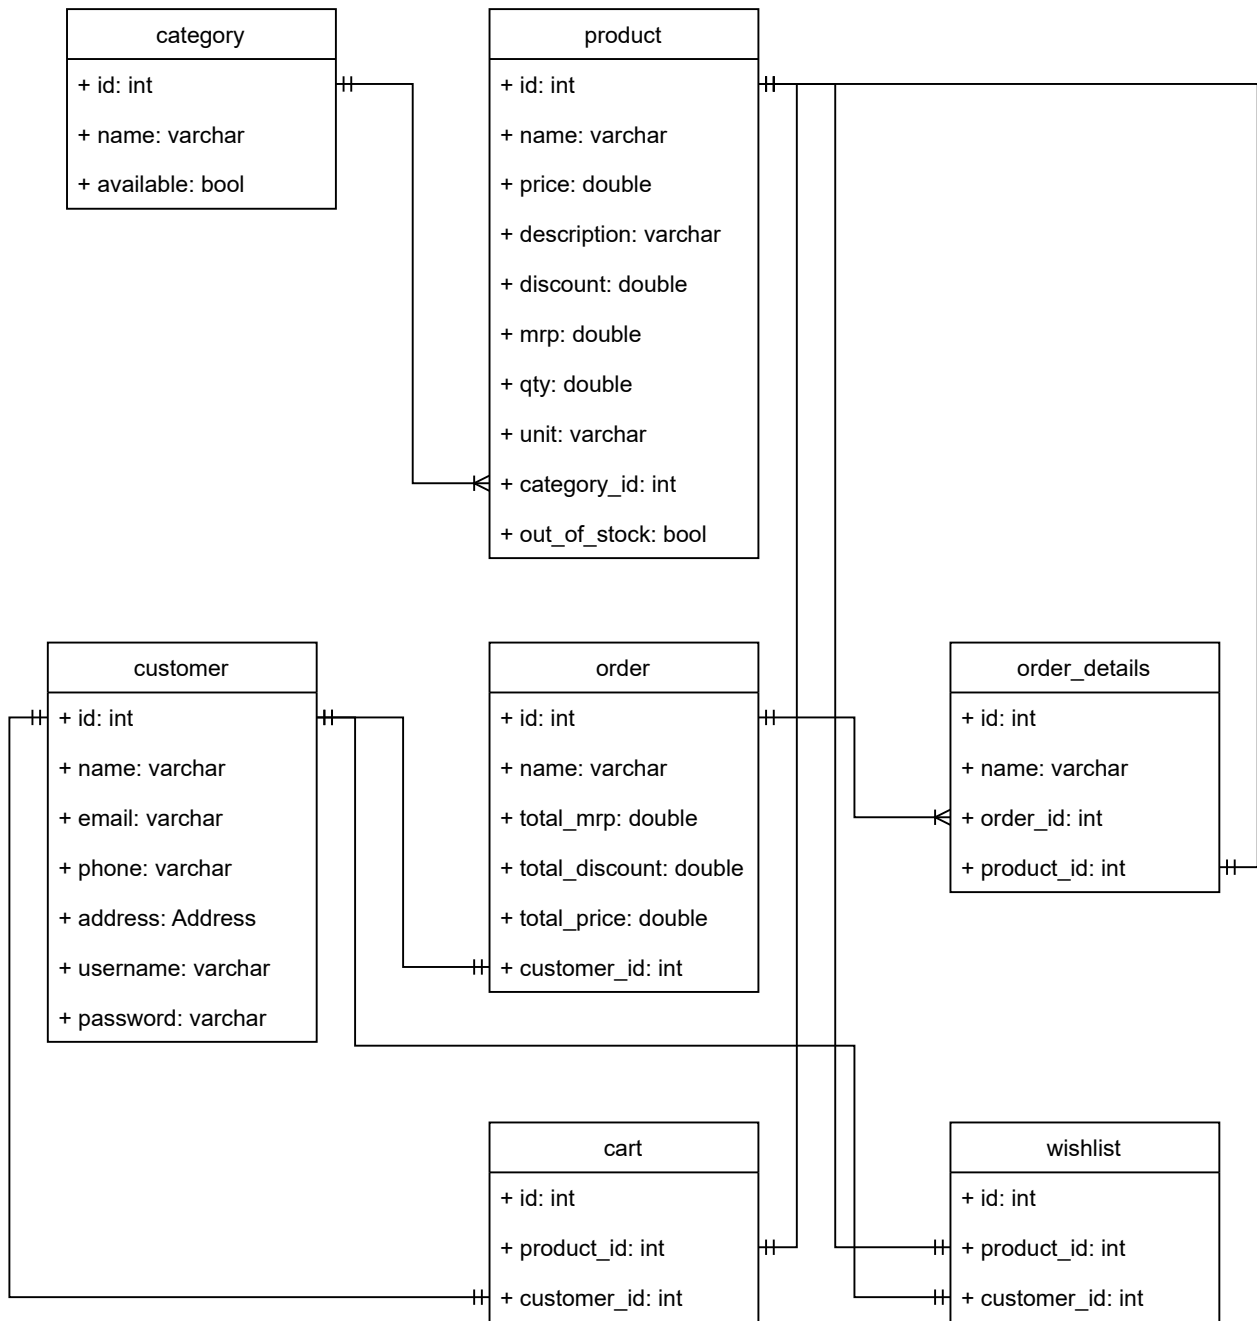 category
+ id: int
+ name: varchar
+ available: bool
product
+ id: int
+ name: varchar
+ price: double
+ description: varchar
+ discount: double
+ mrp: double
+ qty: double
+ unit: varchar
+ category_id: int
+ out_of_stock: bool
customer
+ id: int
+ name: varchar
+ email: varchar
+ phone: varchar
+ address: Address
+ username: varchar
+ password: varchar
order
+ id: int
+ name: varchar
+ total_mrp: double
+ total_discount: double
+ total_price: double
+ customer_id: int
order_details
+ id: int
+ name: varchar
+ order_id: int
+ product_id: int
cart
+ id: int
+ product_id: int
+ customer_id: int
wishlist
+ id: int
+ product_id: int
+ customer_id: int